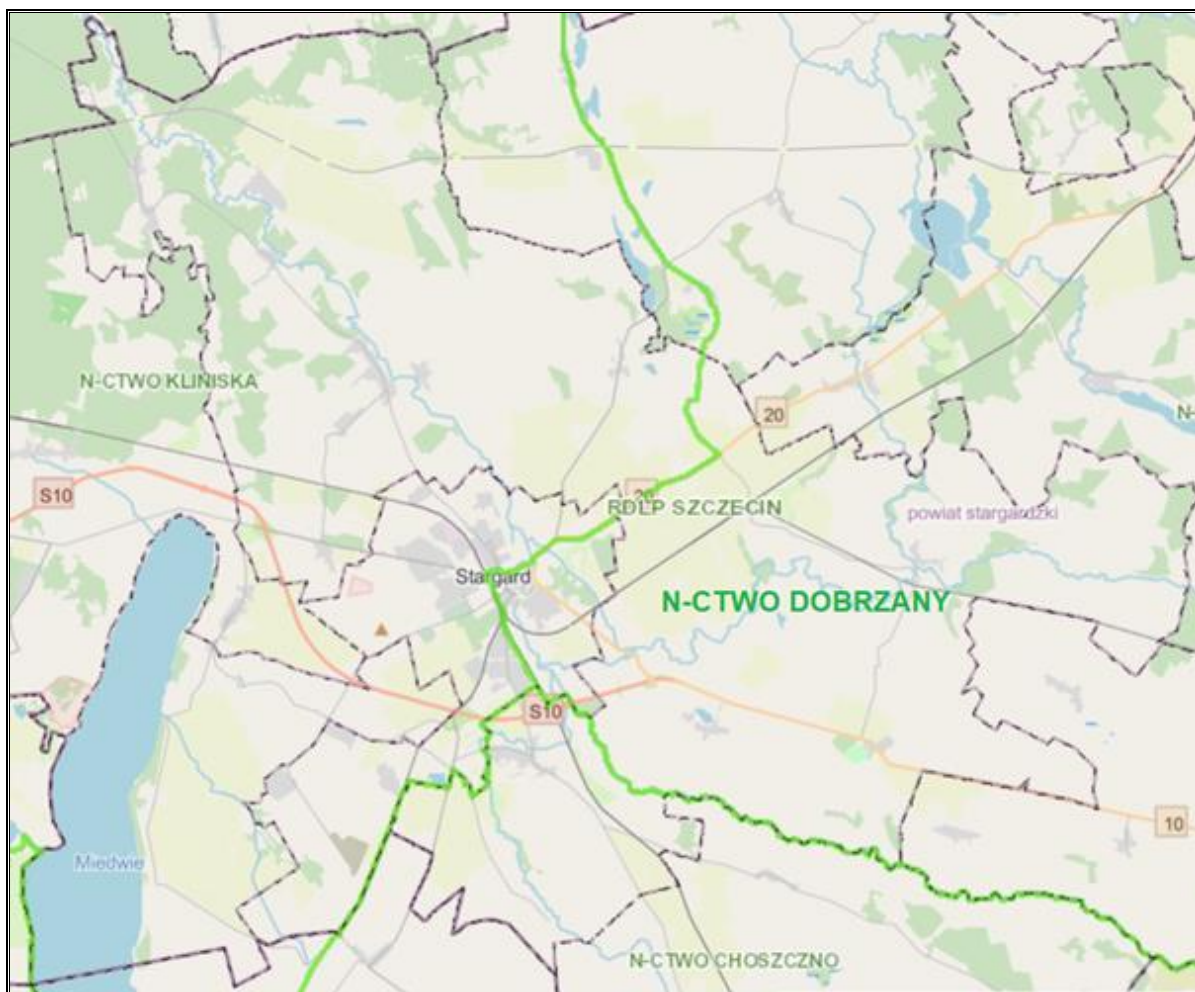 N-CTWO KLINISKA
20
S10
RDLP SZCZECIN
powiat stargardzki
Stargard
N-CTWO DOBRZANY
S10
10
Miedwie
N-CTWO CHOSZCZNO